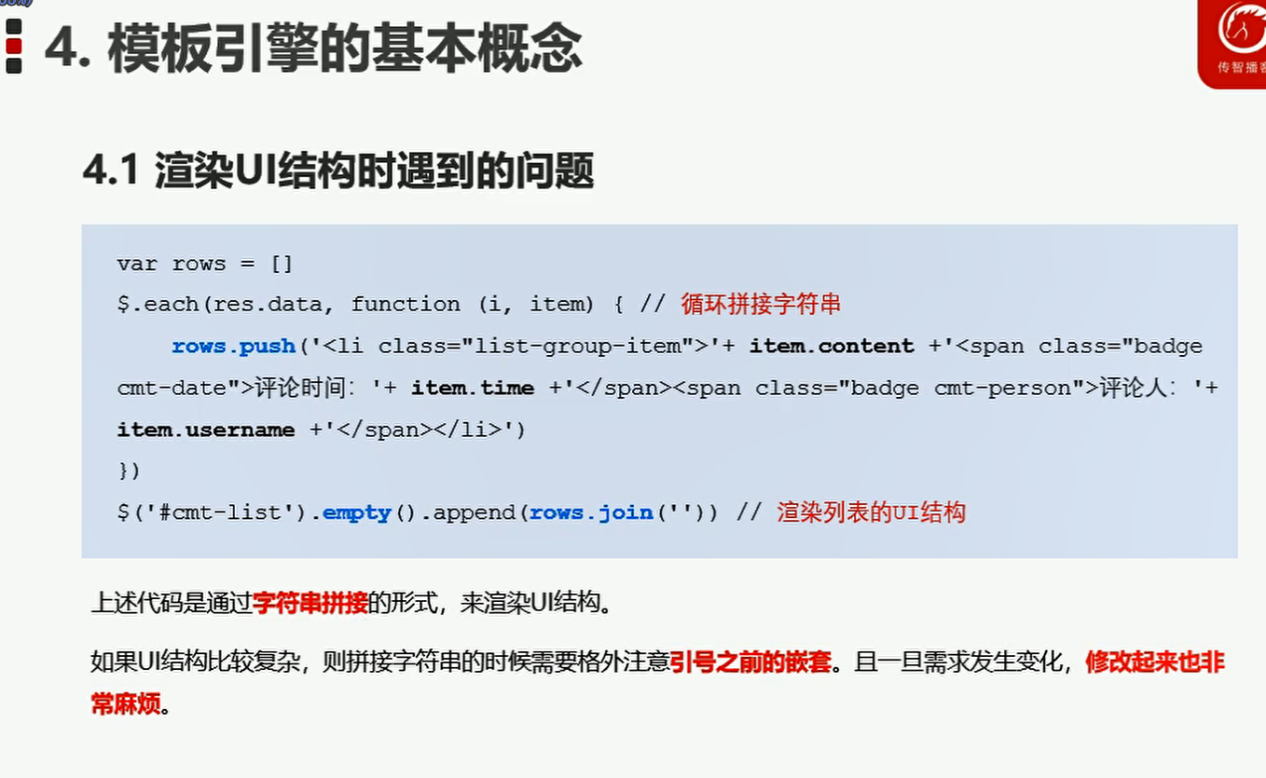 4. 模板引擎的基本概念
传智播客
4.1 渲染UI结构时遇到的问题
var rows = []
$.each(res.data, function (i, item) { // 循环拼接字符串
rows.push('<li class="list-group-item">'+ item.content +'<span class="badge
cmt-date">评论时间：'+ item.time +'</span><span class="badge cmt-person">评论人：'+
item.username +'</span></li>')
})
$('#cmt-list').empty().append(rows.join('')) // 渲染列表的UI结构
上述代码是通过字符串拼接的形式，来渲染UI结构。
如果UI结构比较复杂，则拼接字符串的时候需要格外注意引号之前的嵌套。且一旦需求发生变化，修改起来也非
常麻烦。